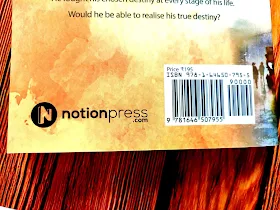 fought his chosen destiny at every stage of his life.
Would he be able to realise his true destiny?
Price ₹195
ISBN 978-1-64650-795-5
90000
9 781646 507955
N notionpress
.com